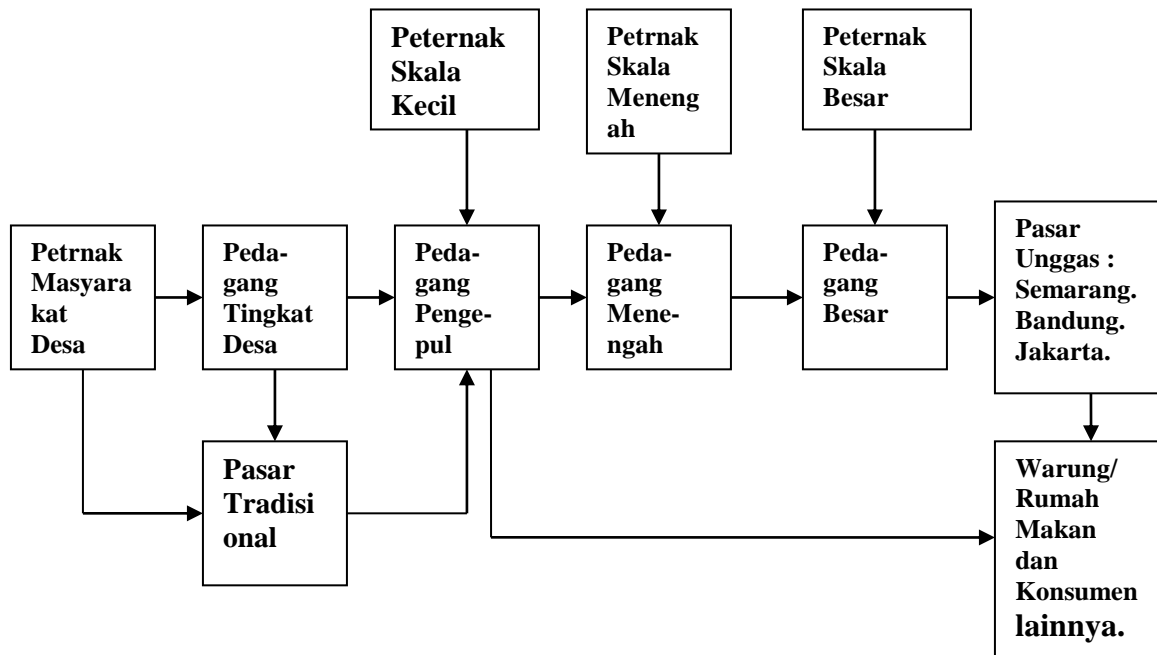 Peternak
Skala
Kecil
Petrnak
Skala
Meneng
ah
Peternak
Skala
Besar
Petrnak
Masyara
kat
Desa
Peda-
gang
Tingkat
Desa
Peda-
gang
Penge-
pul
Peda-
gang
Mene-
ngah
Peda-
gang
Besar
Pasar
Unggas :
Semarang.
Bandung.
Jakarta.
Pasar
Tradisi
onal
Warung/
Rumah
Makan
dan
Konsumen
lainnya.